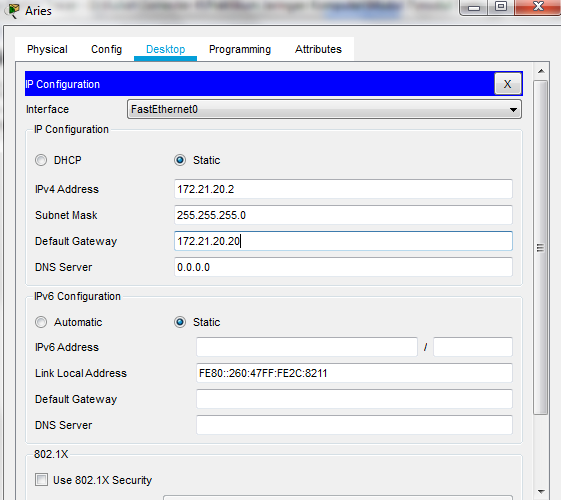 Aries
Physical Config Desktop Programming Attributes
IP Configuration X
Interface FastEthernet0
IP Configuration
DHCP Static
IPv4 Address 172.21.20.2
Subnet Mask 255.255.255.0
Default Gateway 172.21.20.20
DNS Server 0.0.0.0
IPv6 Configuration
Automatic Static
IPv6 Address /
Link Local Address FE80::260:47FF:FE2C:8211
Default Gateway
DNS Server
802.1X
Use 802.1X Security